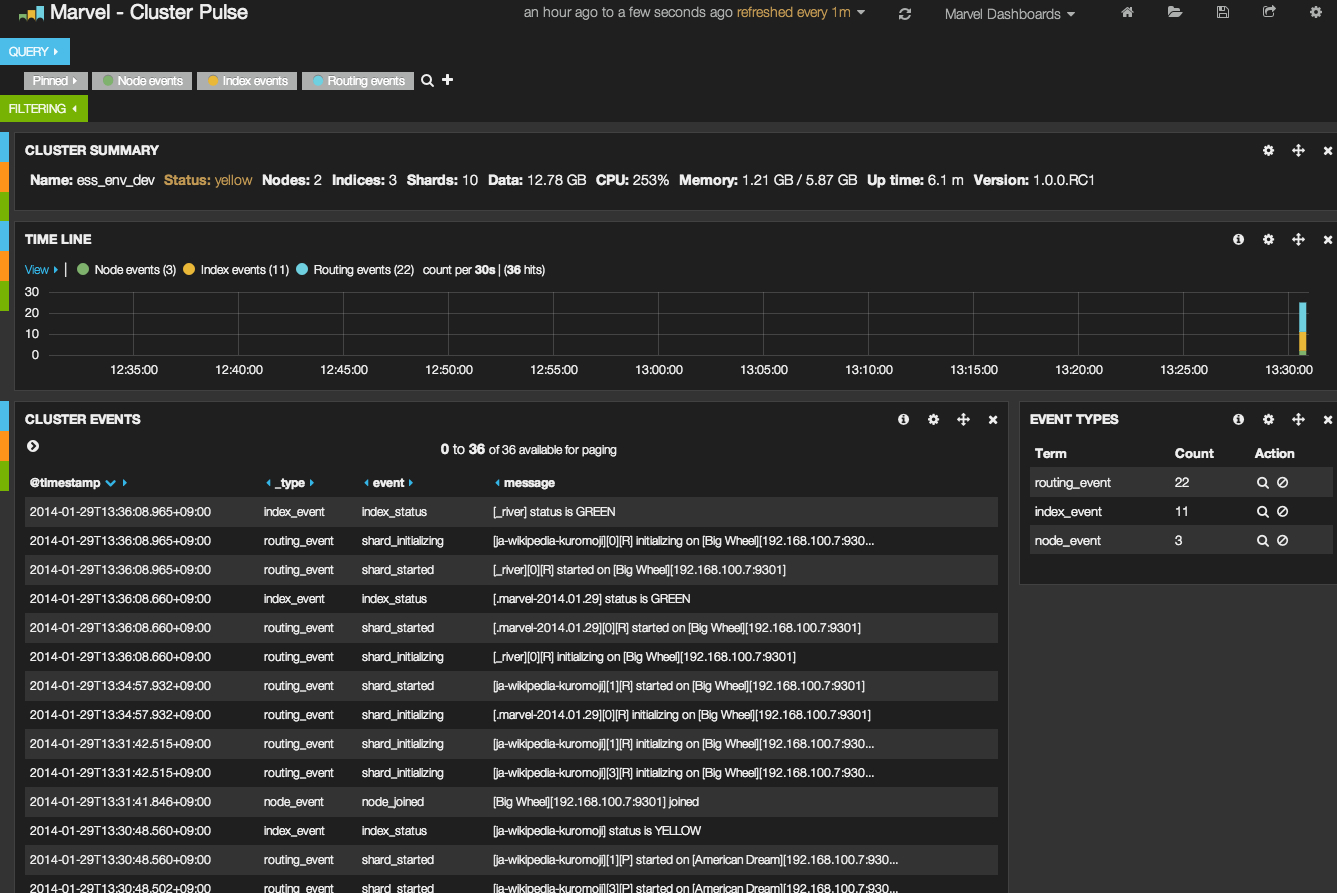 Marvel - Cluster Pulse
an hour ago to a few seconds ago refreshed every 1m
Marvel Dashboards
QUERY
Pinned Node events Index events Routing events
FILTERING
CLUSTER SUMMARY
Name: ess_env_dev Status: yellow Nodes: 2 Indices: 3 Shards: 10 Data: 12.78 GB CPU: 253% Memory: 1.21 GB / 5.87 GB Up time: 6.1 m Version: 1.0.0.RC1
TIME LINE
View | Node events (3) Index events (11) Routing events (22) count per 30s | (36 hits)
30
20
10
0
12:35:00 12:40:00 12:45:00 12:50:00 12:55:00 13:00:00 13:05:00 13:10:00 13:15:00 13:20:00 13:25:00 13:30:00
CLUSTER EVENTS
0 to 36 of 36 available for paging
@timestamp _type event message
2014-01-29T13:36:08.965+09:00 index_event index_status [_river] status is GREEN
2014-01-29T13:36:08.965+09:00 routing_event shard_initializing [ja-wikipedia-kuromoji][0][R] initializing on [Big Wheel][192.168.100.7:930...
2014-01-29T13:36:08.965+09:00 routing_event shard_started [_river][0][R] started on [Big Wheel][192.168.100.7:9301]
2014-01-29T13:36:08.660+09:00 index_event index_status [.marvel-2014.01.29] status is GREEN
2014-01-29T13:36:08.660+09:00 routing_event shard_started [.marvel-2014.01.29][0][R] started on [Big Wheel][192.168.100.7:9301]
2014-01-29T13:36:08.660+09:00 routing_event shard_initializing [_river][0][R] initializing on [Big Wheel][192.168.100.7:9301]
2014-01-29T13:34:57.932+09:00 routing_event shard_started [ja-wikipedia-kuromoji][1][R] started on [Big Wheel][192.168.100.7:9301]
2014-01-29T13:34:57.932+09:00 routing_event shard_initializing [.marvel-2014.01.29][0][R] initializing on [Big Wheel][192.168.100.7:9301]
2014-01-29T13:31:42.515+09:00 routing_event shard_initializing [ja-wikipedia-kuromoji][1][R] initializing on [Big Wheel][192.168.100.7:930...
2014-01-29T13:31:42.515+09:00 routing_event shard_initializing [ja-wikipedia-kuromoji][3][R] initializing on [Big Wheel][192.168.100.7:930...
2014-01-29T13:31:41.846+09:00 node_event node_joined [Big Wheel][192.168.100.7:9301] joined
2014-01-29T13:30:48.560+09:00 index_event index_status [ja-wikipedia-kuromoji] status is YELLOW
2014-01-29T13:30:48.560+09:00 routing_event shard_started [ja-wikipedia-kuromoji][1][P] started on [American Dream][192.168.100.7:930...
2014-01-29T13:30:48.502+09:00 routing_event shard_started [ja-wikipedia-kuromoji][3][P] started on [American Dream][192.168.100.7:930...
EVENT TYPES
Term Count Action
routing_event 22
index_event 11
node_event 3